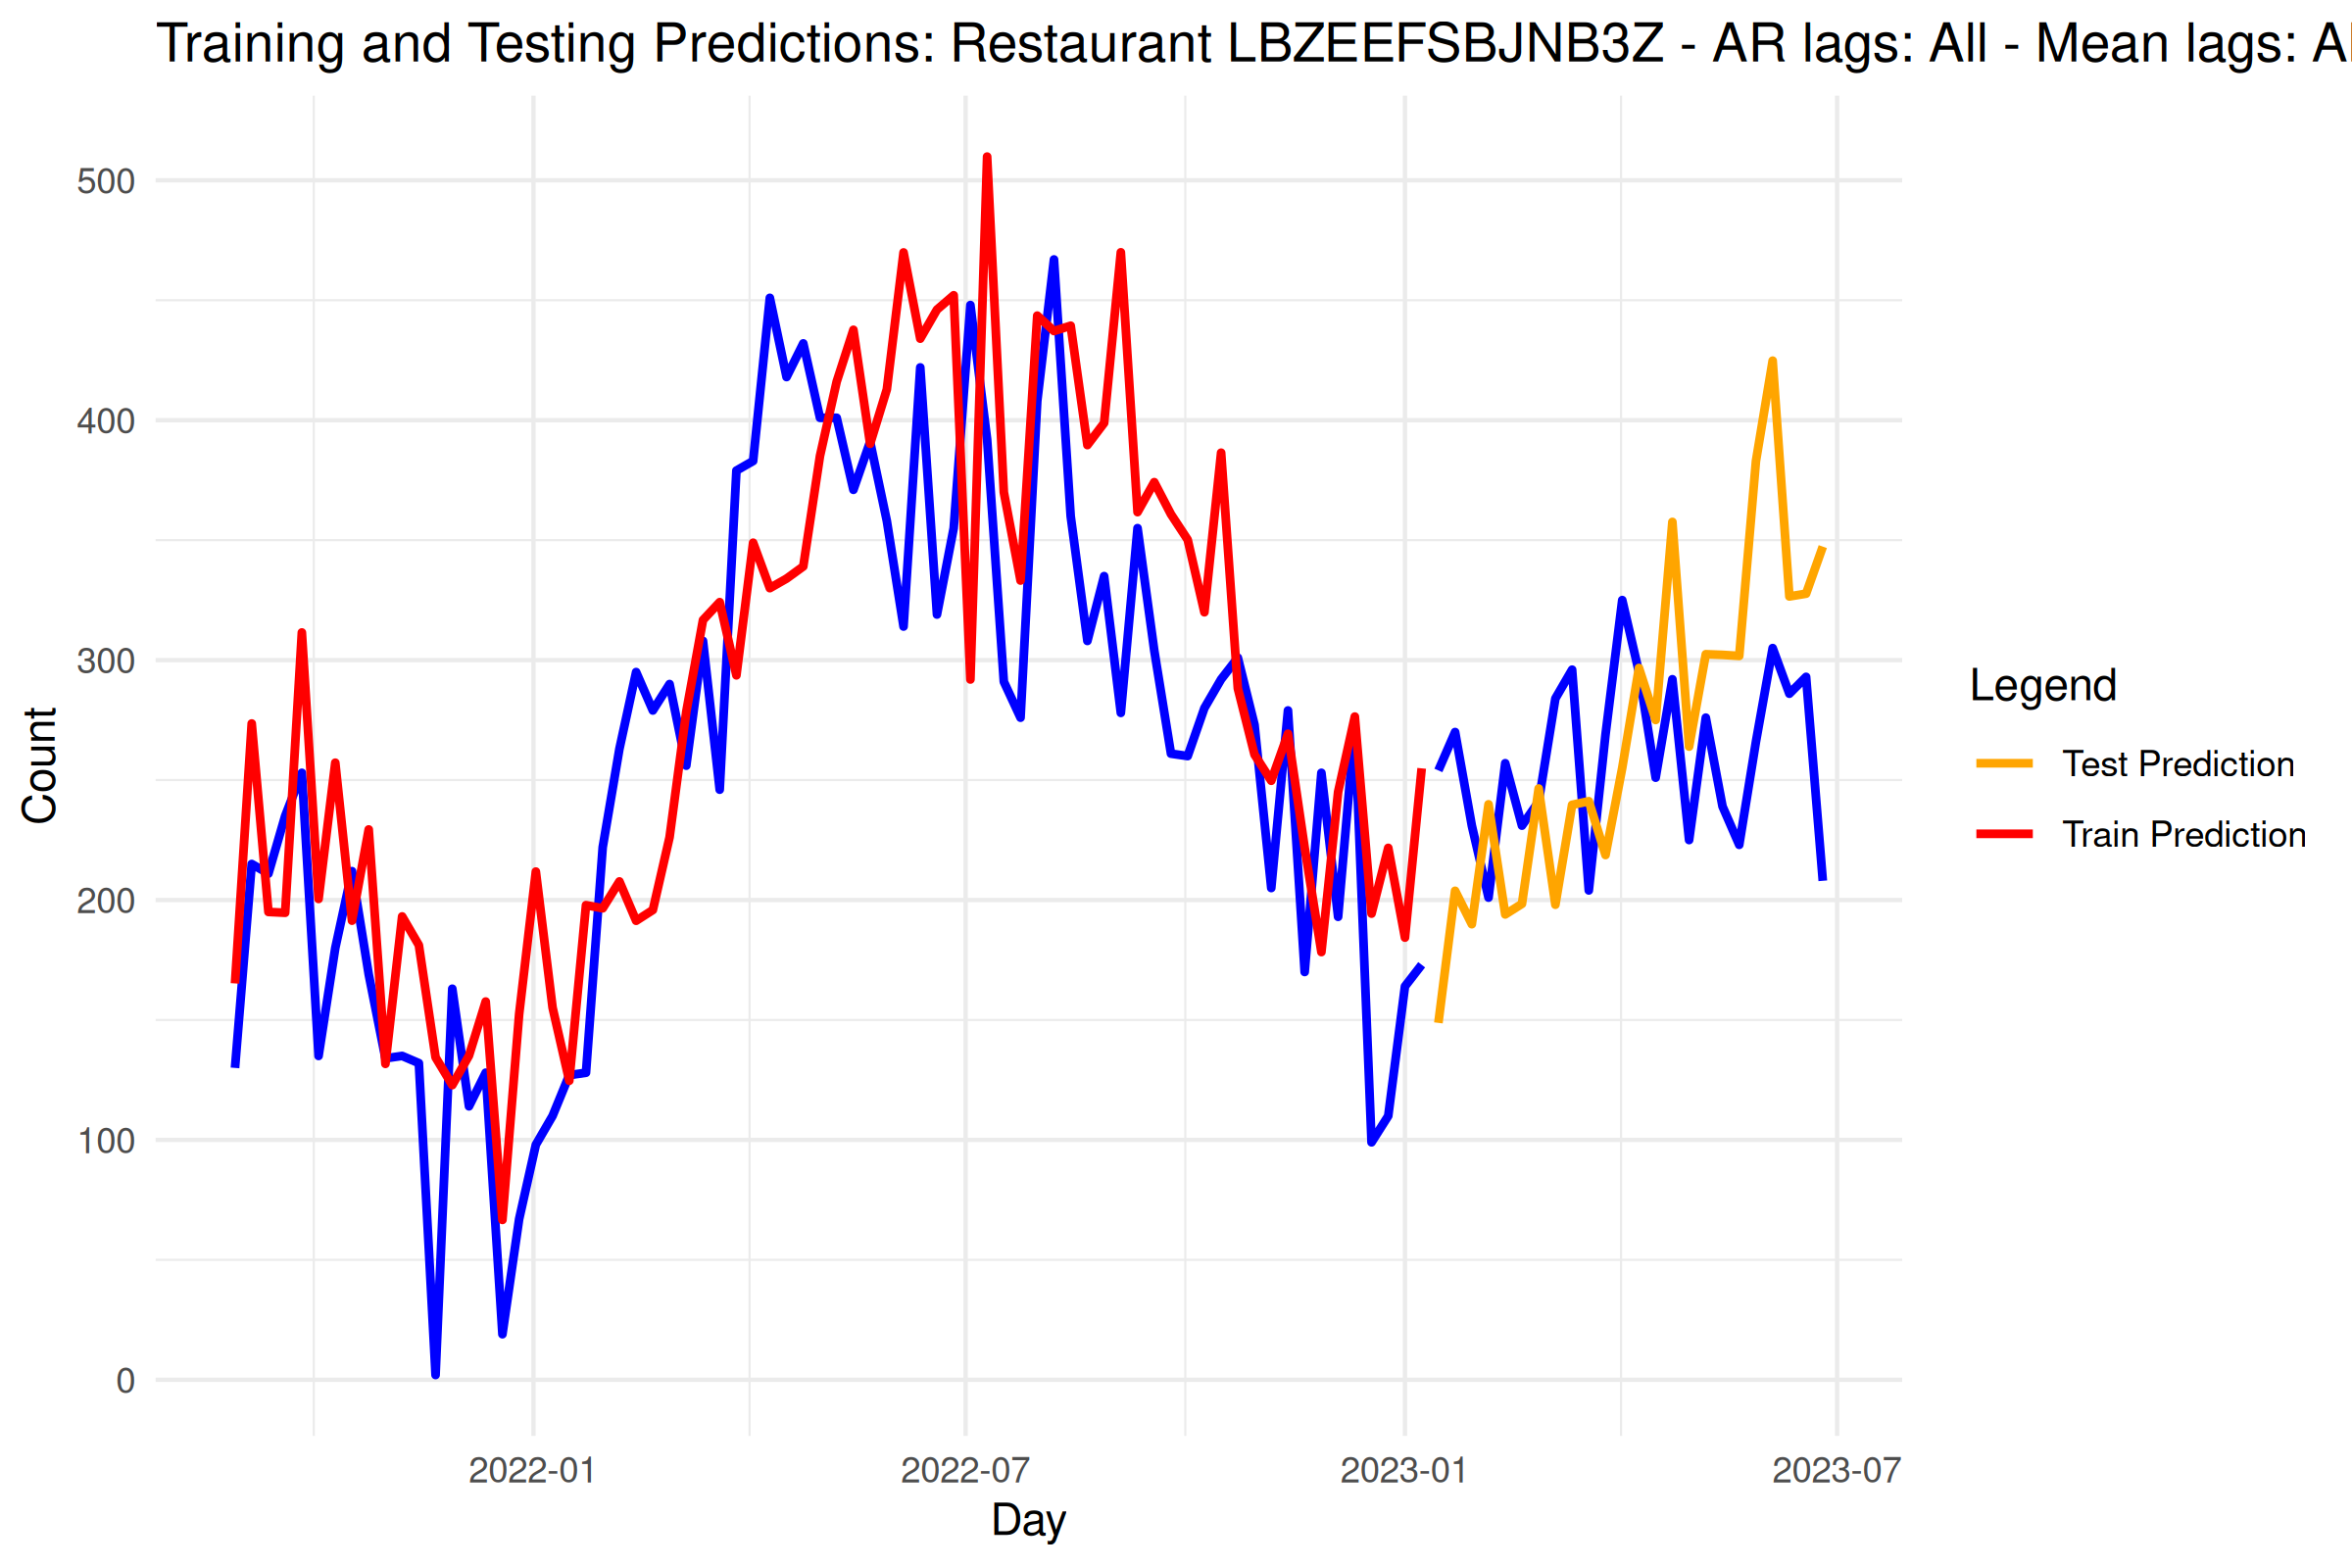 Training and Testing Predictions: Restaurant LBZEEFSBJNB3Z - AR lags: All - Mean lags: Al
500
400
300
200
100
0
Count
2022-01
2022-07
2023-01
2023-07
Day
Legend
Test Prediction
Train Prediction